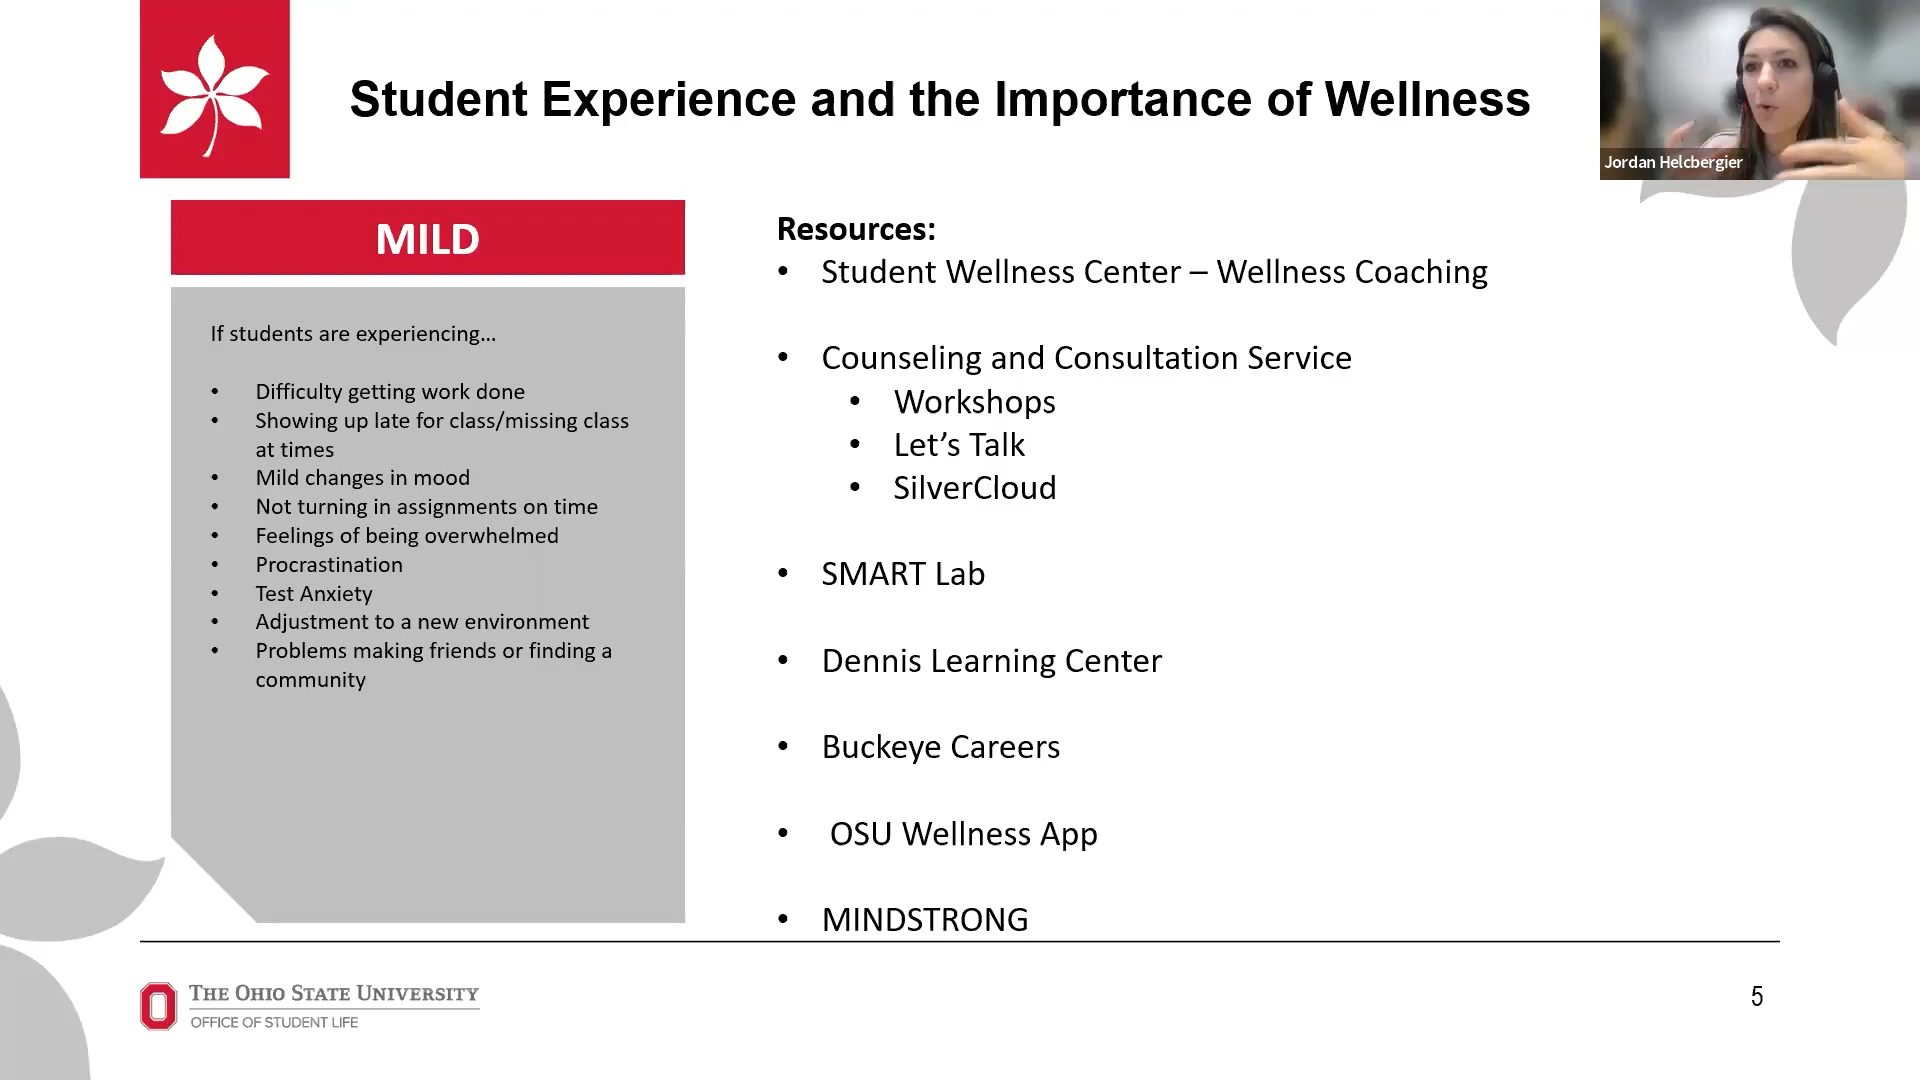 Student Experience and the Importance of Wellness
Jordan Helcbergier
MILD
If students are experiencing...
• Difficulty getting work done
• Showing up late for class/missing class
at times
• Mild changes in mood
• Not turning in assignments on time
• Feelings of being overwhelmed
• Procrastination
• Test Anxiety
• Adjustment to a new environment
• Problems making friends or finding a
community
Resources:
• Student Wellness Center – Wellness Coaching
• Counseling and Consultation Service
• Workshops
• Let’s Talk
• SilverCloud
• SMART Lab
• Dennis Learning Center
• Buckeye Careers
• OSU Wellness App
• MINDSTRONG
THE OHIO STATE UNIVERSITY
OFFICE OF STUDENT LIFE
5